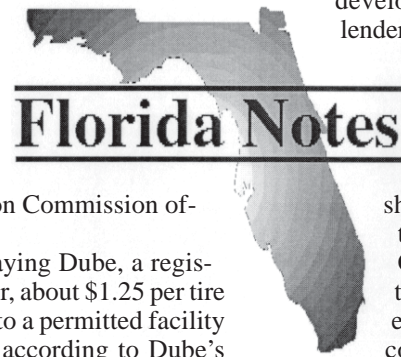 develo
lender
Florida Notes
on Commission of-
aying Dube, a regis-
r, about $1.25 per tire
to a permitted facility
according to Dube's
sh
t
t
e
co